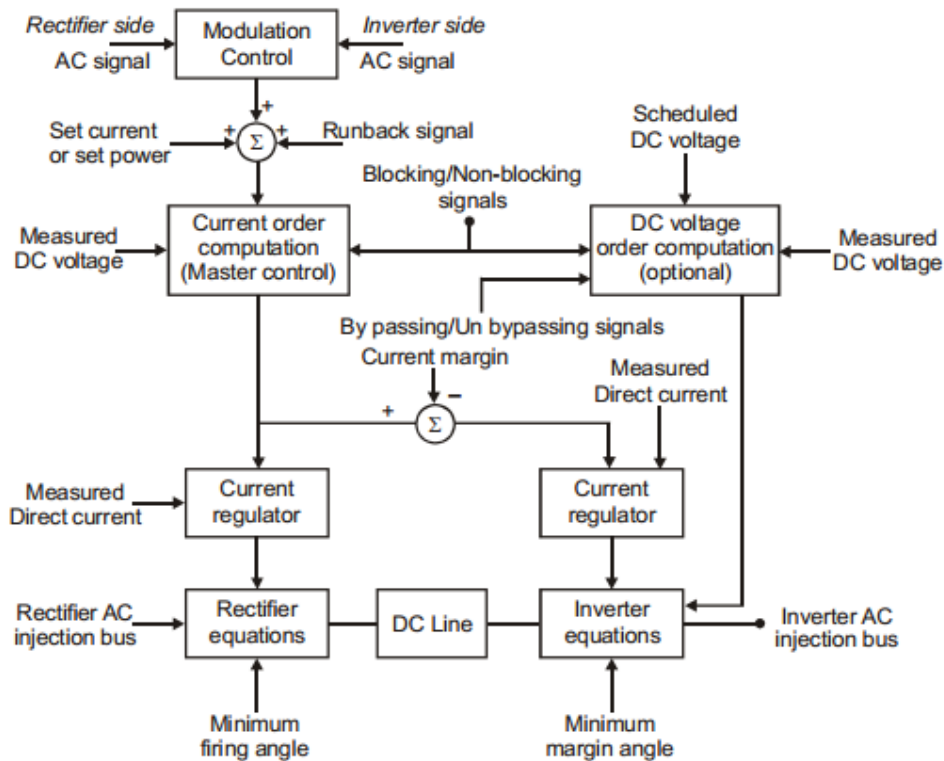 Rectifier side
AC signal
Modulation
Control
Inverter side
AC signal
+
Set current
or set power
+
Σ
+
Runback signal
Scheduled
DC voltage
Blocking/Non-blocking
signals
Measured
DC voltage
Current order
computation
(Master control)
DC voltage
order computation
(optional)
Measured
DC voltage
By passing/Un bypassing signals
Current margin
Measured
Direct current
+
−
Σ
Measured
Direct current
Current
regulator
Current
regulator
Rectifier AC
injection bus
Rectifier
equations
DC Line
Inverter
equations
Inverter AC
injection bus
Minimum
firing angle
Minimum
margin angle